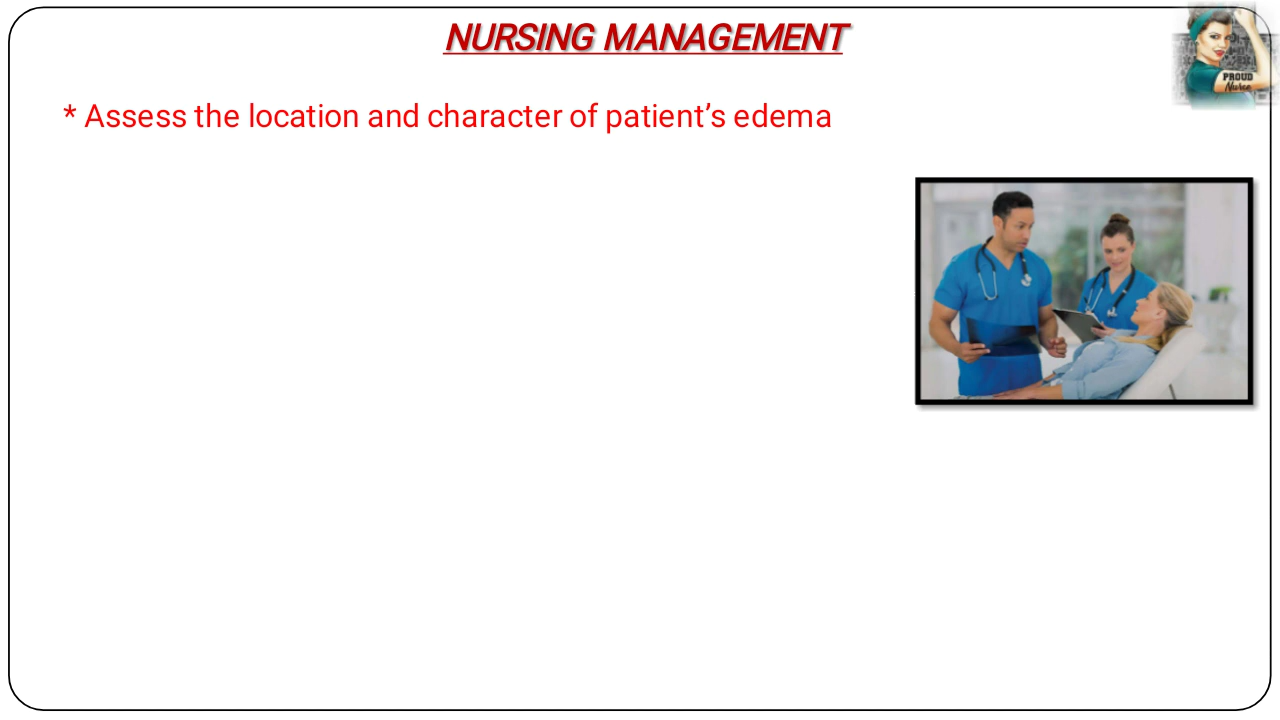 NURSING MANAGEMENT
PROUD
Nurse
* Assess the location and character of patient’s edema